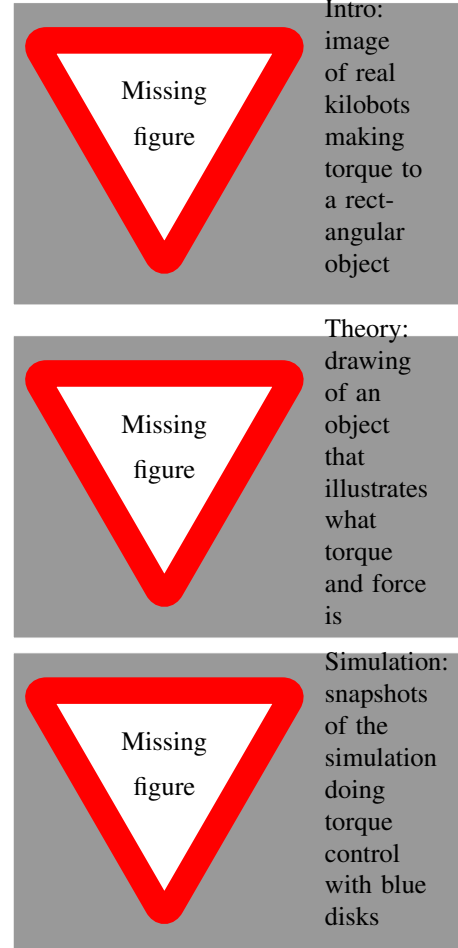 Missing
figure
Intro:
image
of real
kilobots
making
torque to
a rect-
angular
object
Missing
figure
Theory:
drawing
of an
object
that
illustrates
what
torque
and force
is
Missing
figure
Simulation:
snapshots
of the
simulation
doing
torque
control
with blue
disks